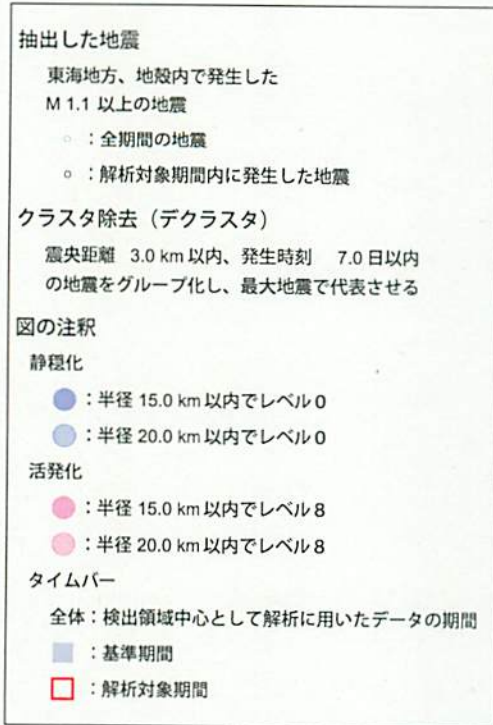 抽出した地震
東海地方、地殻内で発生した
M 1.1 以上の地震
：全期間の地震
：解析対象期間内に発生した地震
クラスタ除去（デクラスタ）
震央距離 3.0 km 以内、発生時刻 7.0 日以内
の地震をグループ化し、最大地震で代表させる
図の注釈
静穏化
：半径 15.0 km 以内でレベル 0
：半径 20.0 km 以内でレベル 0
活発化
：半径 15.0 km 以内でレベル 8
：半径 20.0 km 以内でレベル 8
タイムバー
全体：検出領域中心として解析に用いたデータの期間
：基準期間
：解析対象期間